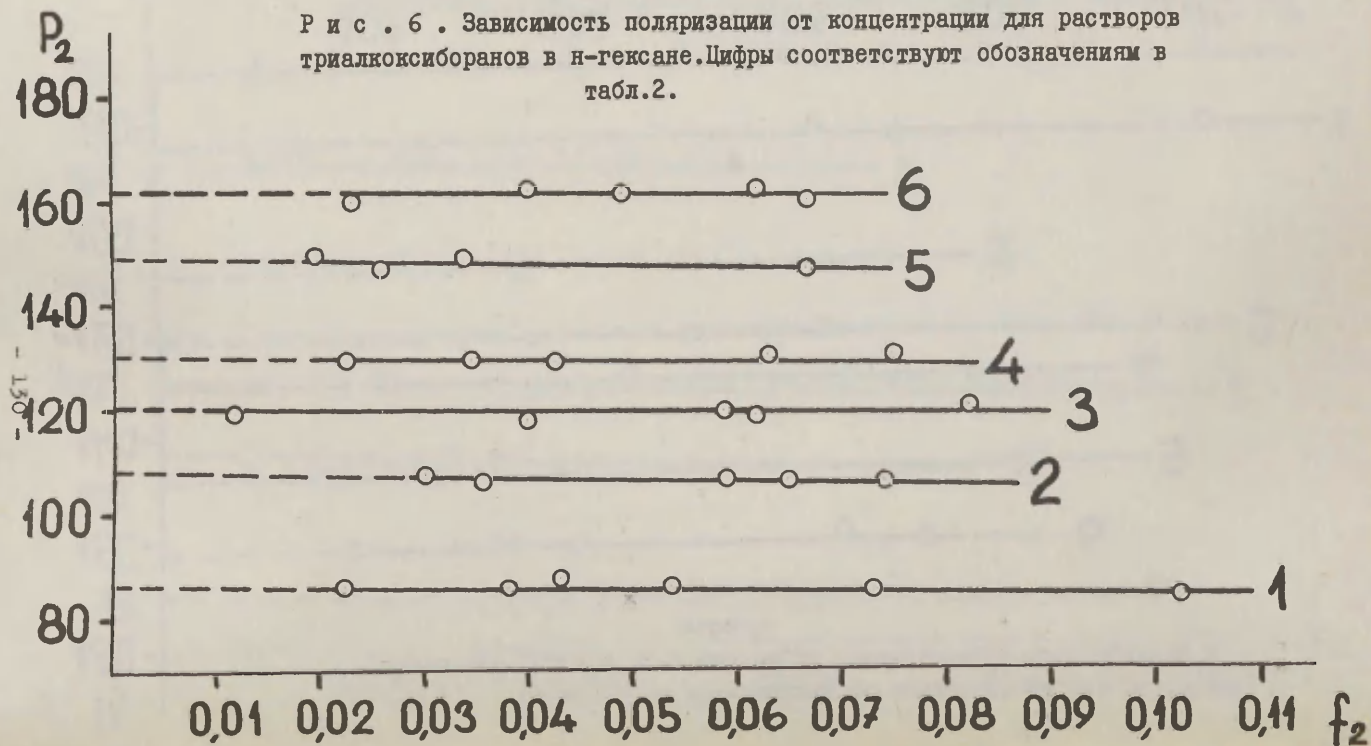 Р и с . 6 . Зависимость поляризации от концентрации для растворов
триалкоксиборанов в н-гексане.Цифры соответствуют обозначениям в
табл.2.
P₂
180
160
140
120
100
80
6
5
4
3
2
1
0,01 0,02 0,03 0,04 0,05 0,06 0,07 0,08 0,09 0,10 0,11 f₂
- 130 -